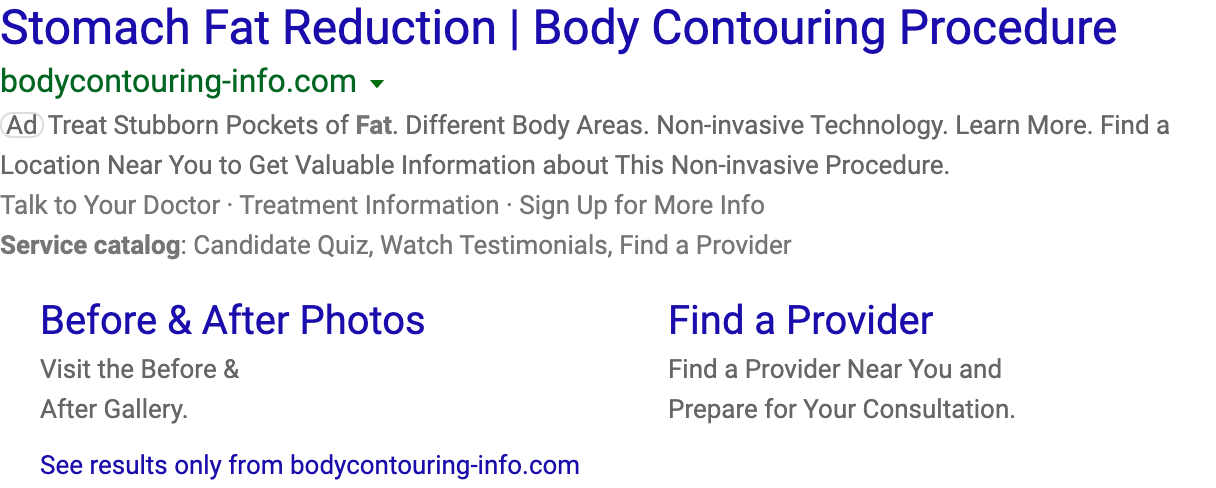 Stomach Fat Reduction | Body Contouring Procedure
bodycontouring-info.com
Ad Treat Stubborn Pockets of Fat. Different Body Areas. Non-invasive Technology. Learn More. Find a
Location Near You to Get Valuable Information about This Non-invasive Procedure.
Talk to Your Doctor · Treatment Information · Sign Up for More Info
Service catalog: Candidate Quiz, Watch Testimonials, Find a Provider
Before & After Photos
Visit the Before &
After Gallery.
Find a Provider
Find a Provider Near You and
Prepare for Your Consultation.
See results only from bodycontouring-info.com